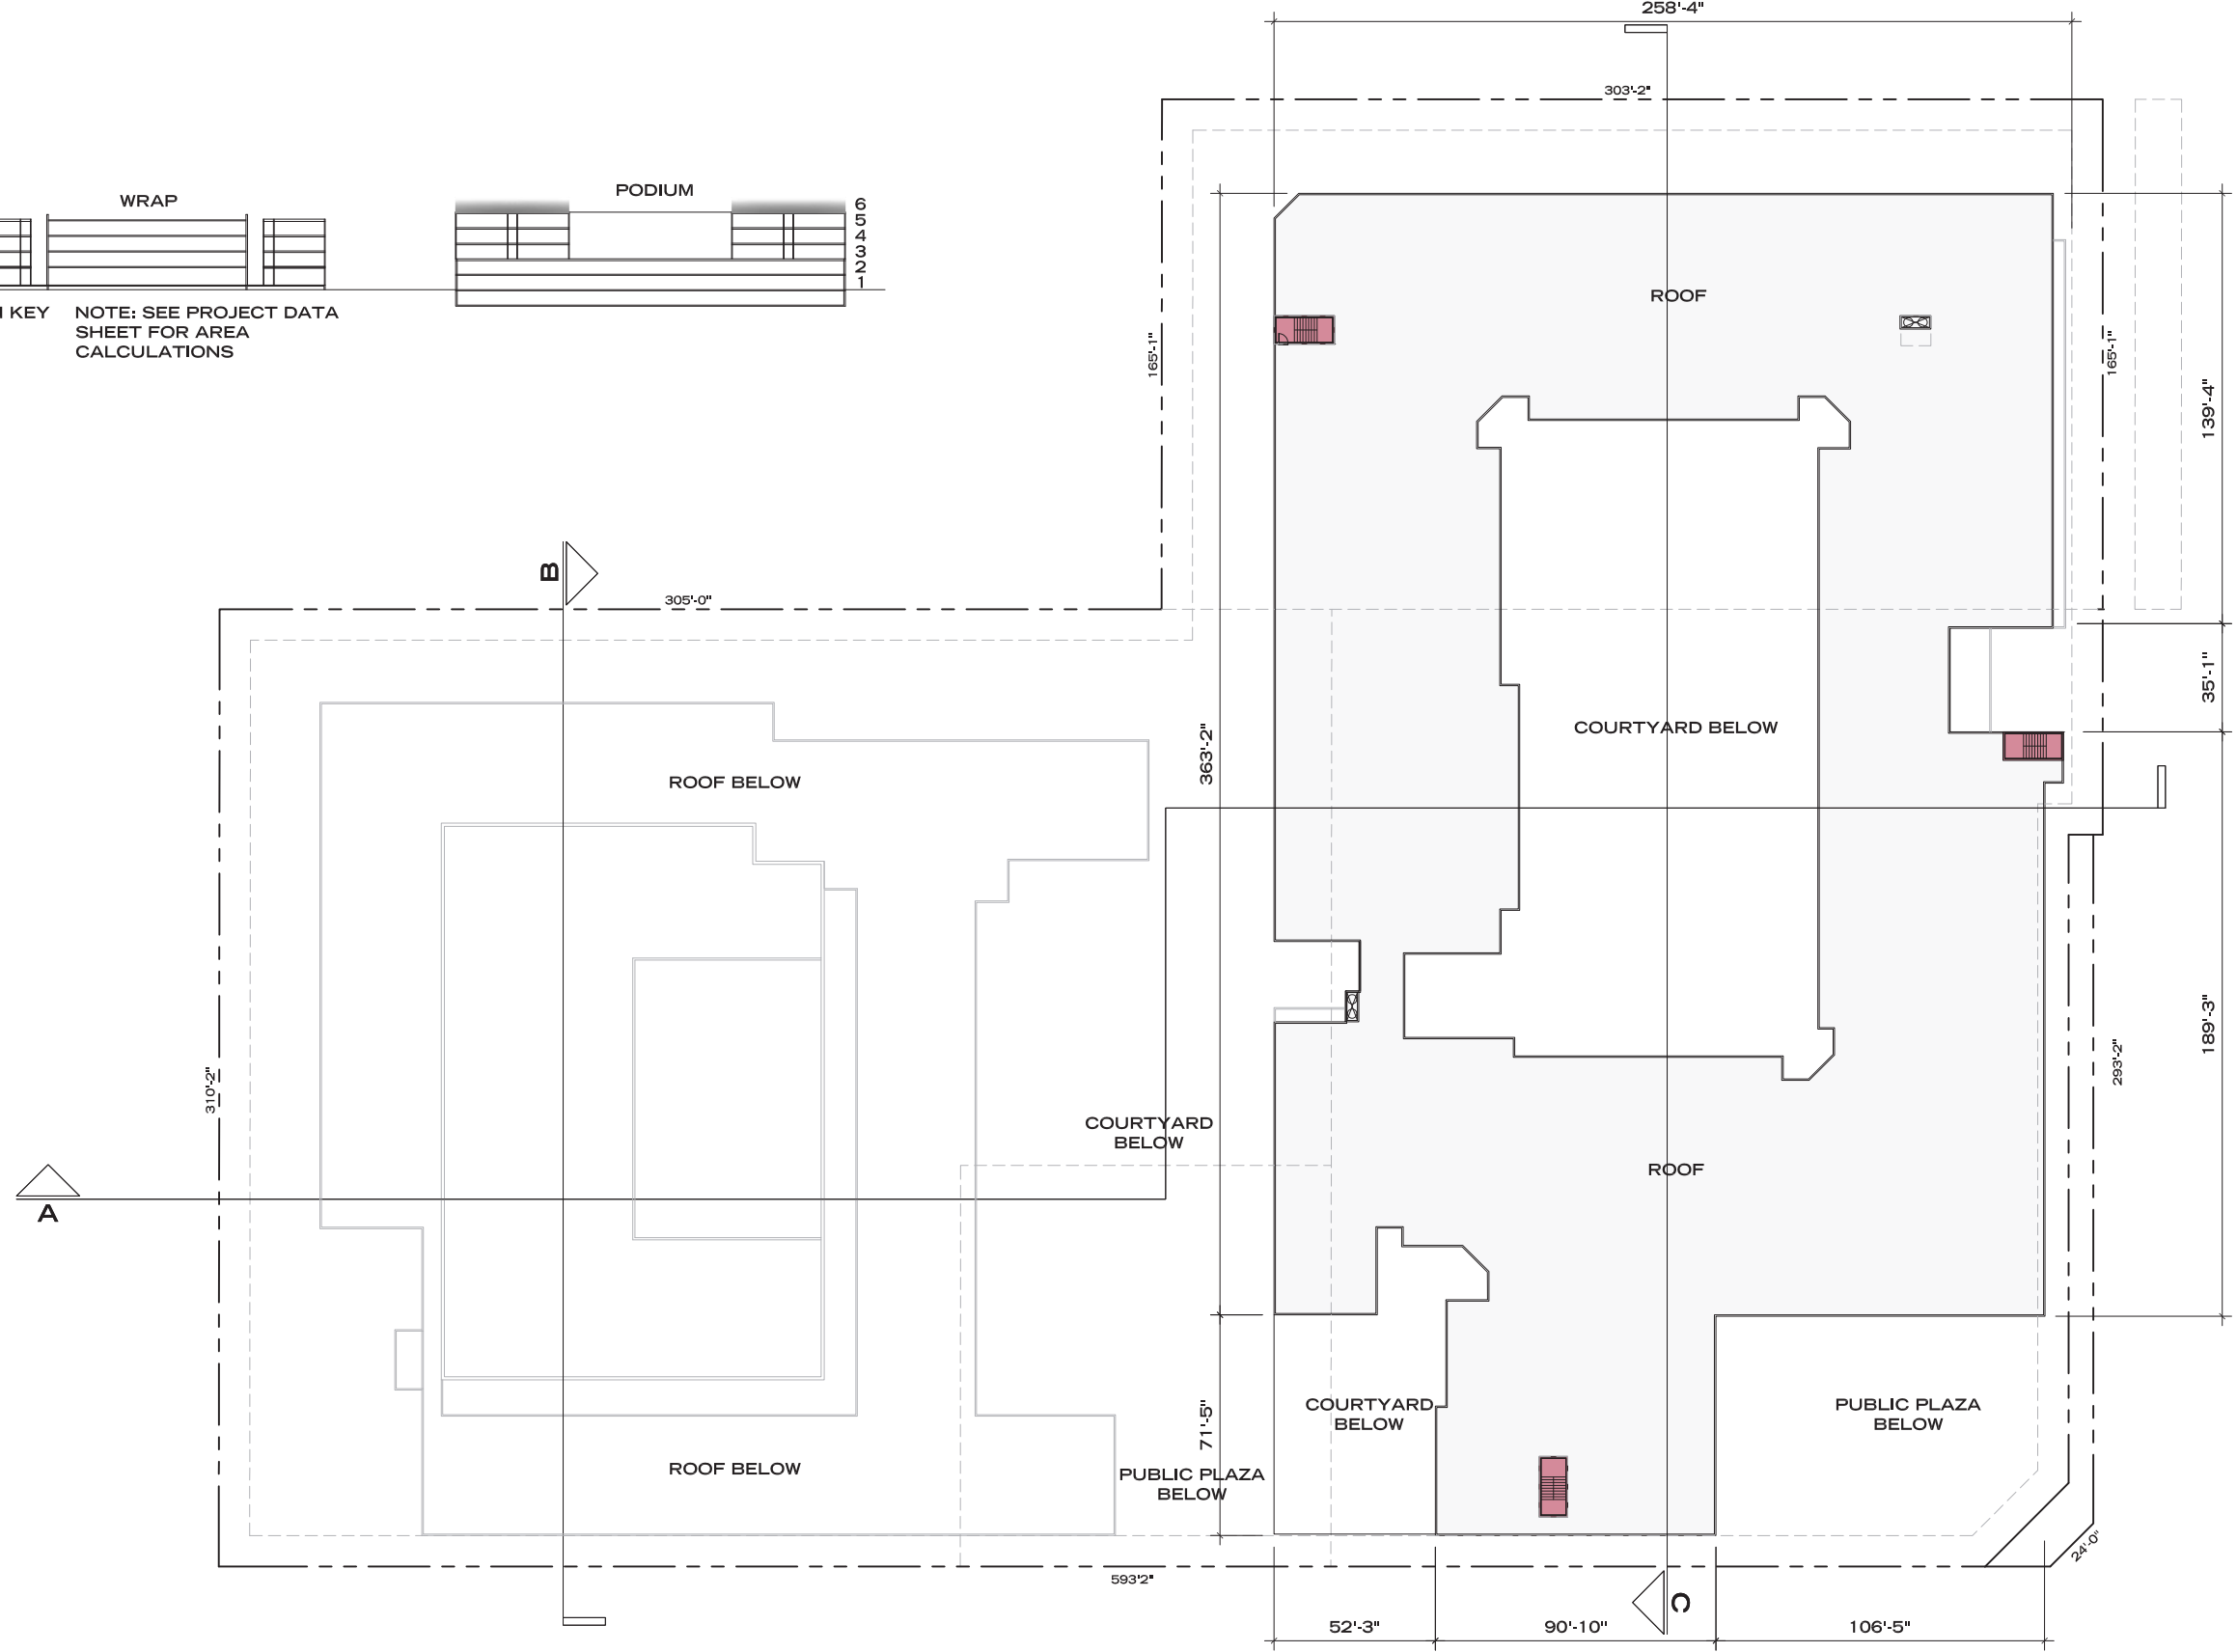 258'-4"
303'-2"
WRAP
PODIUM
6
5
4
3
2
1
KEY
NOTE: SEE PROJECT DATA
SHEET FOR AREA
CALCULATIONS
ROOF
165'-1"
165'-1"
139'-4"
B
305'-0"
35'-1"
COURTYARD BELOW
363'-2"
ROOF BELOW
189'-3"
293'-2"
310'-2"
COURTYARD
BELOW
ROOF
A
71'-5"
COURTYARD
BELOW
PUBLIC PLAZA
BELOW
ROOF BELOW
PUBLIC PLAZA
BELOW
24'-0"
593'2"
C
52'-3"
90'-10"
106'-5"